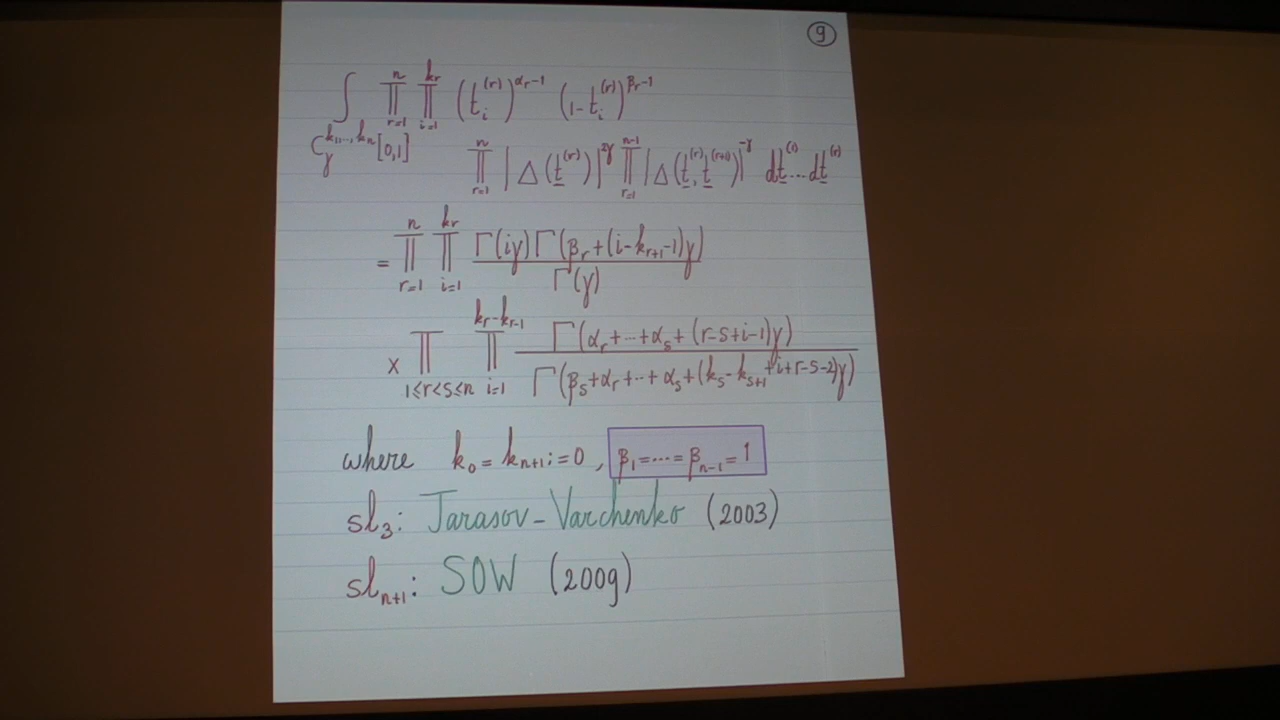 9
∫_{C_γ^{k_1,...,k_n}[0,1]} ∏_{r=1}^{n} ∏_{i=1}^{k_r} (t_i^{(r)})^{α_r-1} (1-t_i^{(r)})^{β_r-1}
∏_{r=1}^{n} |Δ(t^{(r)})|^{2γ} ∏_{r=1}^{n-1} |Δ(t^{(r)}, t^{(r+1)})|^{-γ} dt^{(1)}...dt^{(r)}
= ∏_{r=1}^{n} ∏_{i=1}^{k_r} Γ(iγ)Γ(β_r+(i-k_{r+1}-1)γ) / Γ(γ)
× ∏_{1≤r<s≤n} ∏_{i=1}^{k_r-k_{r-1}} Γ(α_r+...+α_s+(r-s+i-1)γ) / Γ(β_s+α_r+...+α_s+(k_s-k_{s+1}+i+r-s-2)γ)
where k_0 = k_{n+1} := 0, β_1=...=β_{n-1}=1
sl_3: Tarasov-Varchenko (2003)
sl_{n+1}: SOW (2009)